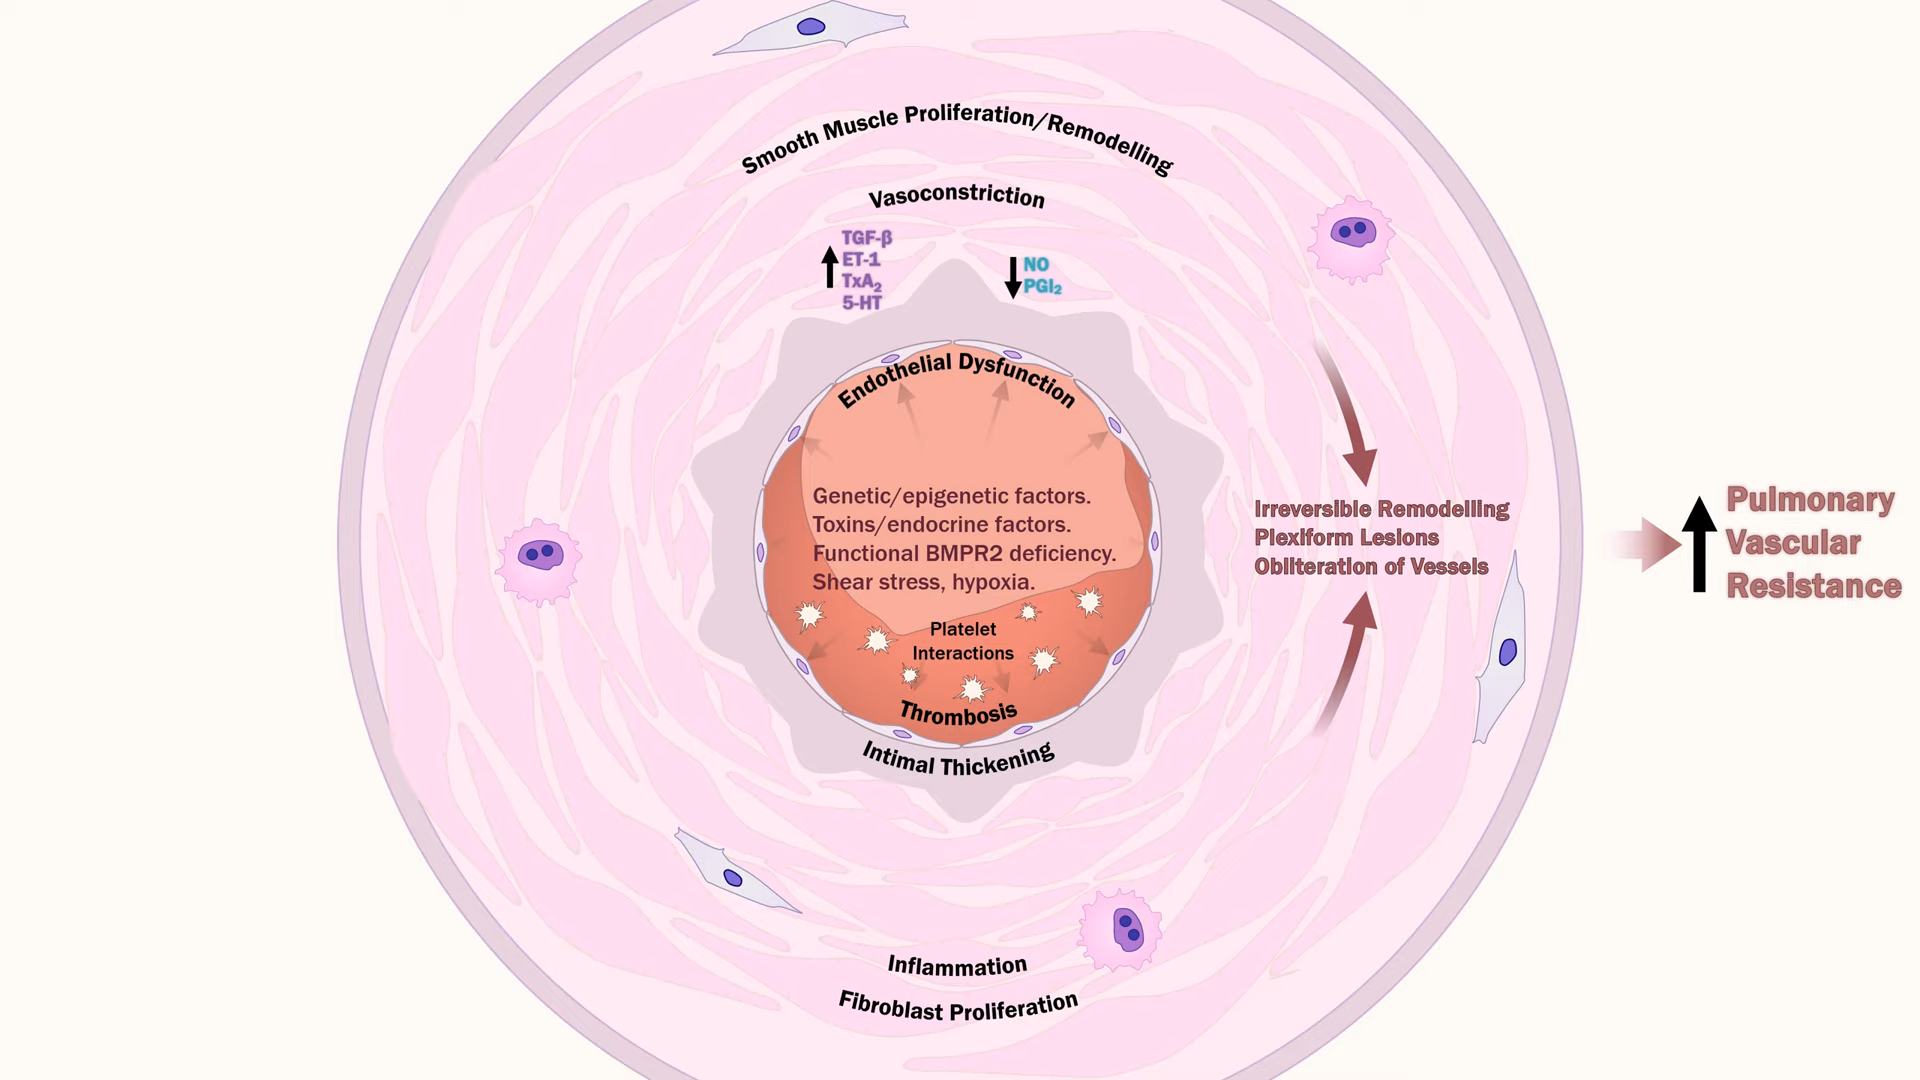 Smooth Muscle Proliferation/Remodelling
Vasoconstriction
TGF-β
ET-1
TxA₂
5-HT
NO
PGI₂
Endothelial Dysfunction
Genetic/epigenetic factors.
Toxins/endocrine factors.
Functional BMPR2 deficiency.
Shear stress, hypoxia.
Platelet
Interactions
Thrombosis
Intimal Thickening
Irreversible Remodelling
Plexiform Lesions
Obliteration of Vessels
Pulmonary
Vascular
Resistance
Inflammation
Fibroblast Proliferation